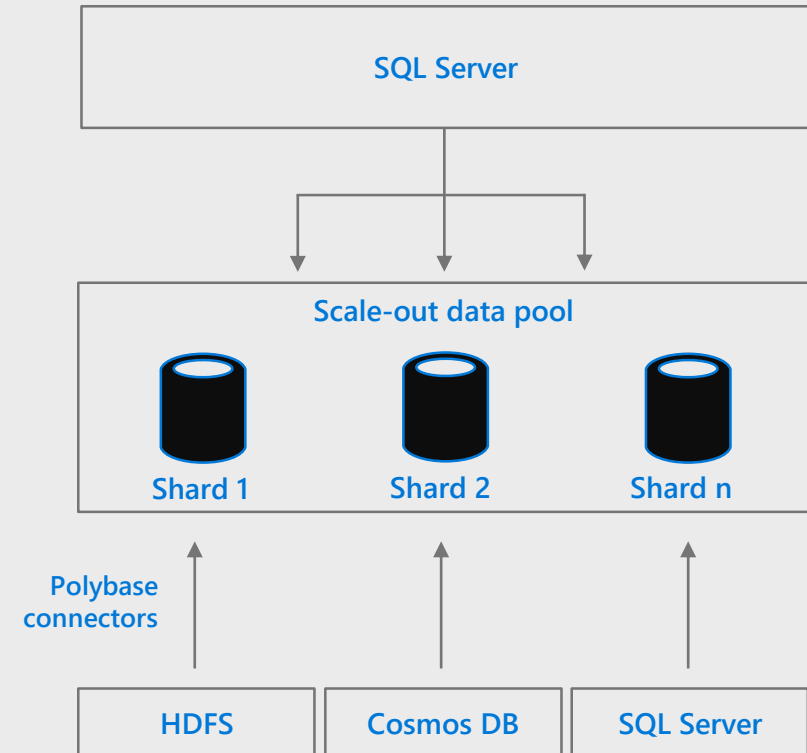 SQL Server
Scale-out data pool
Shard 1
Shard 2
Shard n
Polybase
connectors
HDFS
Cosmos DB
SQL Server